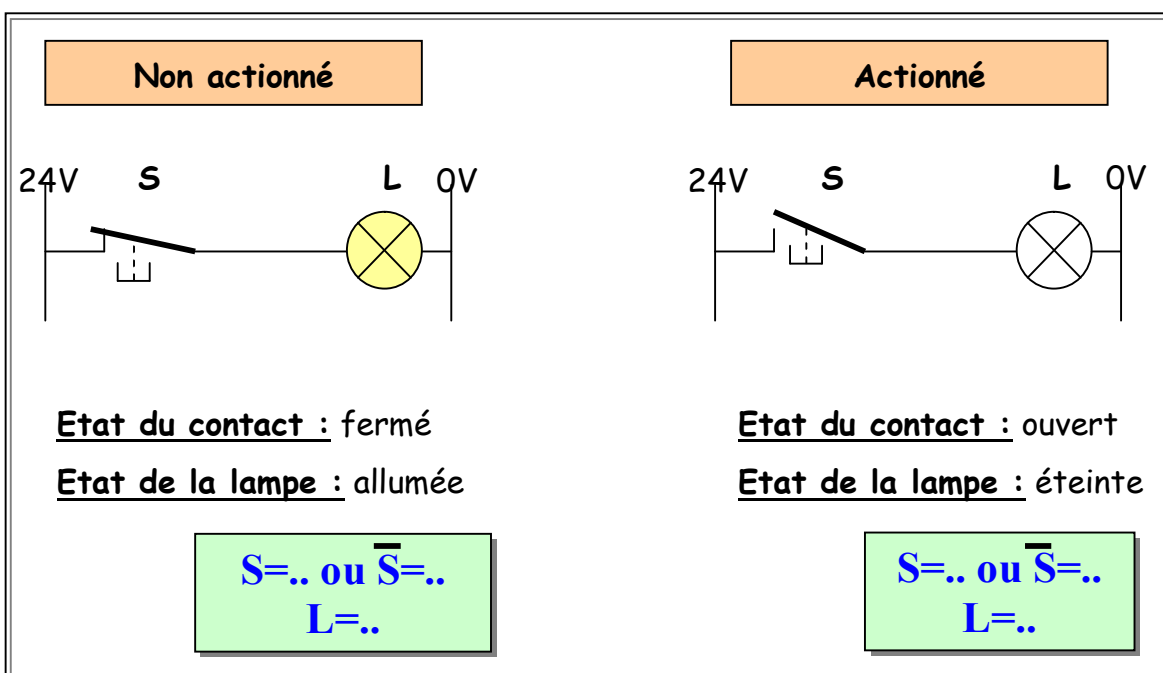 Non actionné
24V S L 0V
Etat du contact : fermé
Etat de la lampe : allumée
S=.. ou S̅=..
L=..
Actionné
24V S L 0V
Etat du contact : ouvert
Etat de la lampe : éteinte
S=.. ou S̅=..
L=..